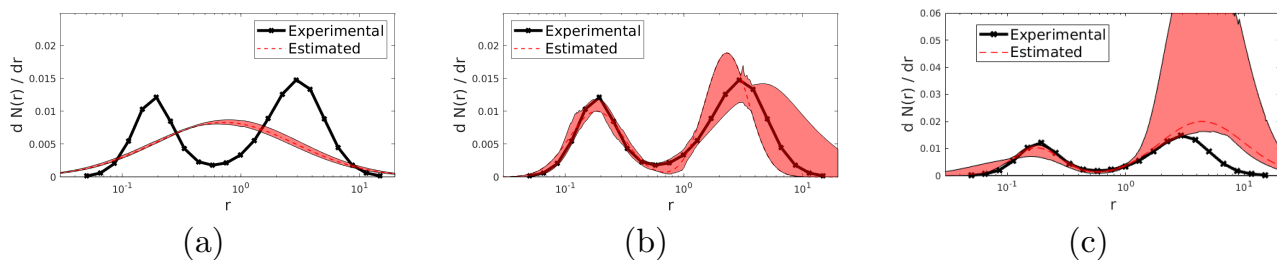 Experimental
Estimated
d N(r) / dr
0.02
0.015
0.01
0.005
0
10-1
100
101
r
(a)
Experimental
Estimated
d N(r) / dr
0.02
0.015
0.01
0.005
0
10-1
100
101
r
(b)
Experimental
Estimated
d N(r) / dr
0.06
0.05
0.04
0.03
0.02
0.01
0
10-1
100
101
r
(c)